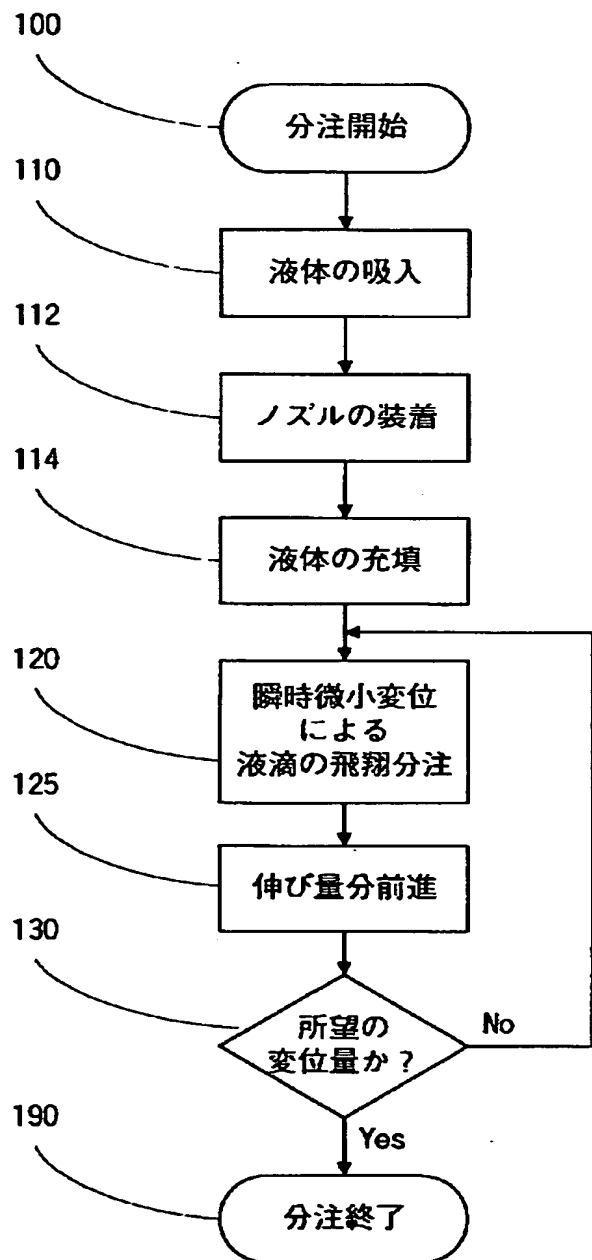 100
分注開始
110
液体の吸入
112
ノズルの装着
114
液体の充填
120
瞬時微小変位
による
液滴の飛翔分注
125
伸び量分前進
130
所望の
変位量か？
No
190
Yes
分注終了